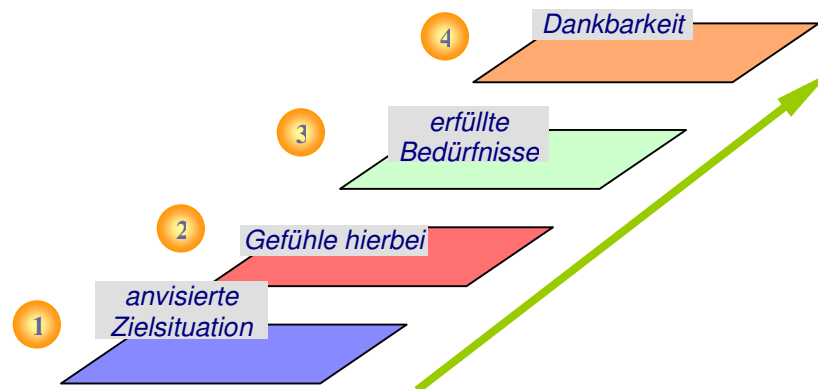 4
Dankbarkeit
3
erfüllte
Bedürfnisse
2
Gefühle hierbei
1
anvisierte
Zielsituation